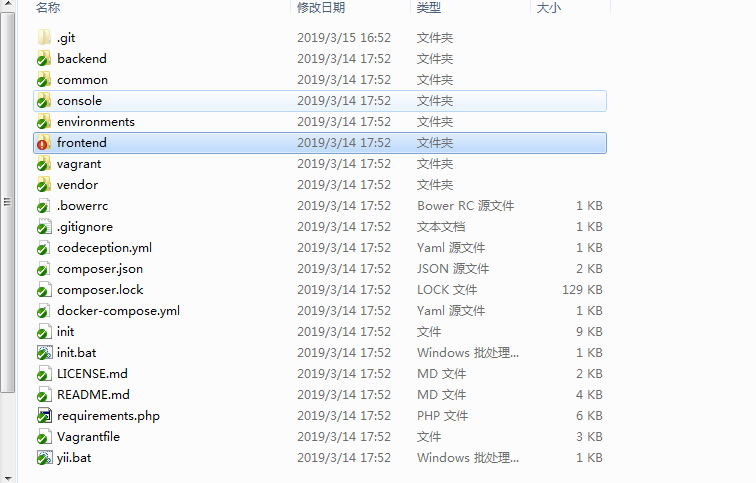 名称 修改日期 类型 大小
.git 2019/3/15 16:52 文件夹
backend 2019/3/14 17:52 文件夹
common 2019/3/14 17:52 文件夹
console 2019/3/14 17:52 文件夹
environments 2019/3/14 17:52 文件夹
frontend 2019/3/14 17:52 文件夹
vagrant 2019/3/14 17:52 文件夹
vendor 2019/3/14 17:52 文件夹
.bowerrc 2019/3/14 17:52 Bower RC 源文件 1 KB
.gitignore 2019/3/14 17:52 文本文档 1 KB
codeception.yml 2019/3/14 17:52 Yaml 源文件 1 KB
composer.json 2019/3/14 17:52 JSON 源文件 2 KB
composer.lock 2019/3/14 17:52 LOCK 文件 129 KB
docker-compose.yml 2019/3/14 17:52 Yaml 源文件 1 KB
init 2019/3/14 17:52 文件 9 KB
init.bat 2019/3/14 17:52 Windows 批处理... 1 KB
LICENSE.md 2019/3/14 17:52 MD 文件 2 KB
README.md 2019/3/14 17:52 MD 文件 4 KB
requirements.php 2019/3/14 17:52 PHP 文件 6 KB
Vagrantfile 2019/3/14 17:52 文件 3 KB
yii.bat 2019/3/14 17:52 Windows 批处理... 1 KB